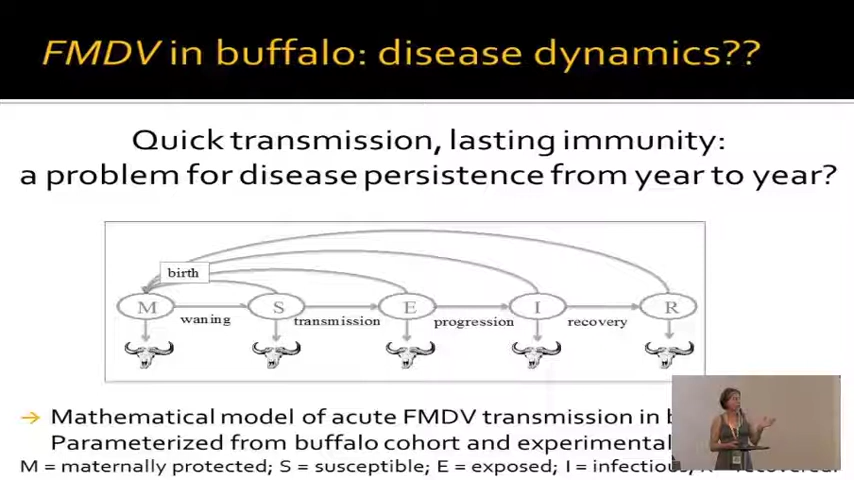 FMDV in buffalo: disease dynamics??
Quick transmission, lasting immunity:
a problem for disease persistence from year to year?
birth
M S E I R
waning transmission progression recovery
→ Mathematical model of acute FMDV transmission in b
Parameterized from buffalo cohort and experimental
M = maternally protected; S = susceptible; E = exposed; I = infectious